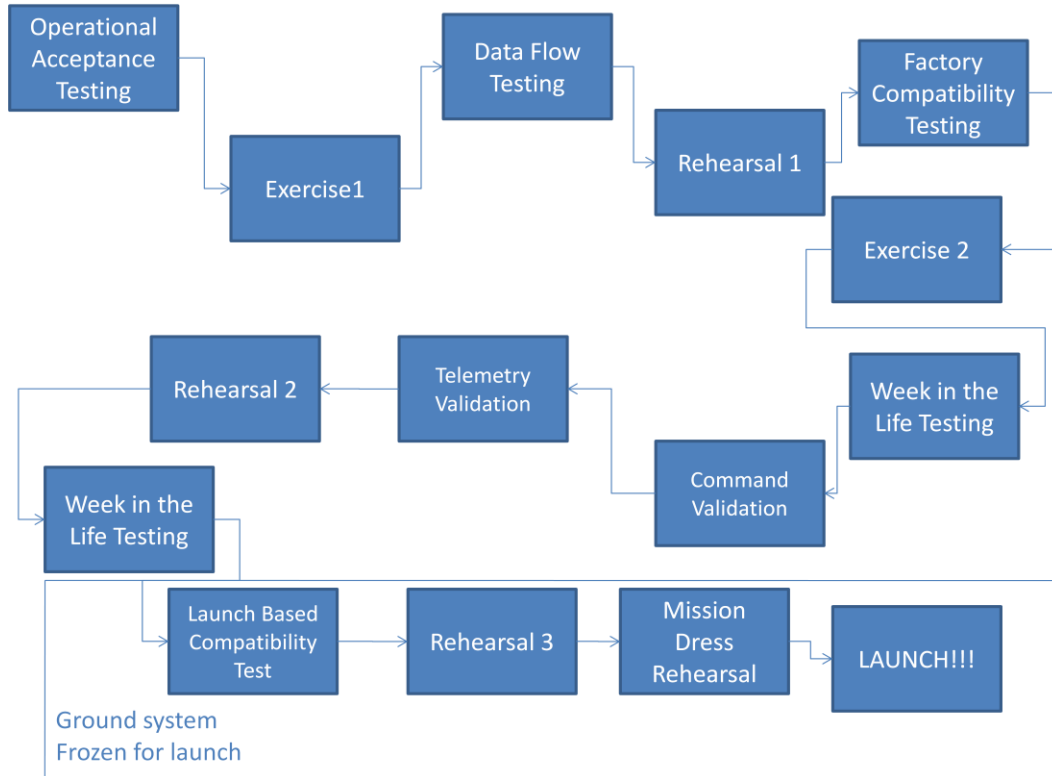 Operational
Acceptance
Testing
Exercise1
Data Flow
Testing
Rehearsal 1
Factory
Compatibility
Testing
Exercise 2
Week in the
Life Testing
Command
Validation
Telemetry
Validation
Rehearsal 2
Week in the
Life Testing
Launch Based
Compatibility
Test
Rehearsal 3
Mission
Dress
Rehearsal
LAUNCH!!!
Ground system
Frozen for launch